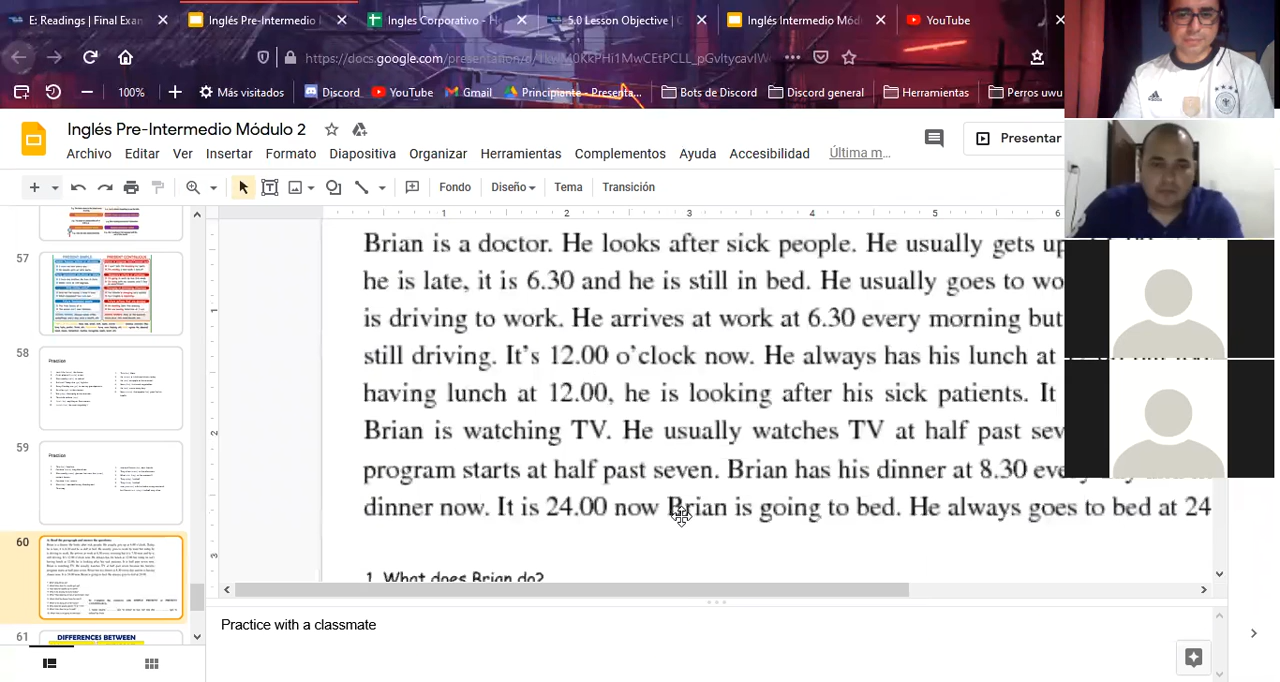 E: Readings | Final Exam
Inglés Pre-Intermedio
Ingles Corporativo - H
5.0 Lesson Objective | C
Inglés Intermedio Mód
YouTube
https://docs.google.com/presentation/d/
100%
Más visitados
Discord
YouTube
Gmail
Principiante - Presenta...
Bots de Discord
Discord general
Herramientas
Perros uwu
Inglés Pre-Intermedio Módulo 2
Archivo Editar Ver Insertar Formato Diapositiva Organizar Herramientas Complementos Ayuda Accesibilidad Última m...
Presentar
Fondo Diseño Tema Transición
1 2 3 4 5 6
57
58
Practice
59
Practice
60
61
DIFFERENCES BETWEEN
Brian is a doctor. He looks after sick people. He usually gets up
he is late, it is 6.30 and he is still in bed. He usually goes to wo
is driving to work. He arrives at work at 6.30 every morning but
still driving. It's 12.00 o'clock now. He always has his lunch at
having lunch at 12.00, he is looking after his sick patients. It
Brian is watching TV. He usually watches TV at half past sev
program starts at half past seven. Brian has his dinner at 8.30 eve
dinner now. It is 24.00 now Brian is going to bed. He always goes to bed at 24
1. What does Brian do?
Practice with a classmate